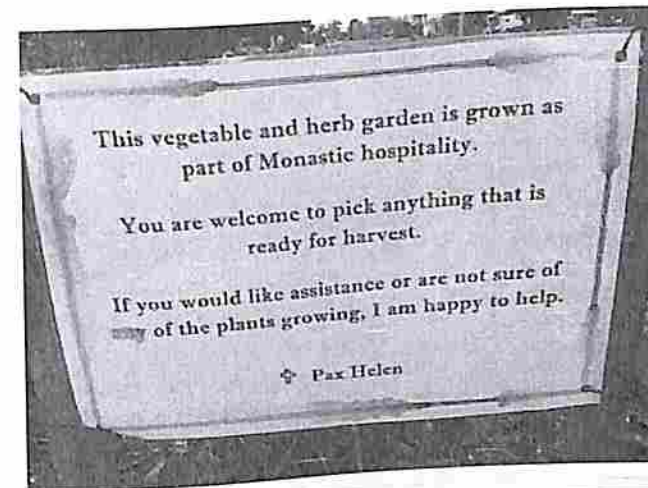 This vegetable and herb garden is grown as
part of Monastic hospitality.
You are welcome to pick anything that is
ready for harvest.
If you would like assistance or are not sure of
of the plants growing, I am happy to help.
Pax Helen